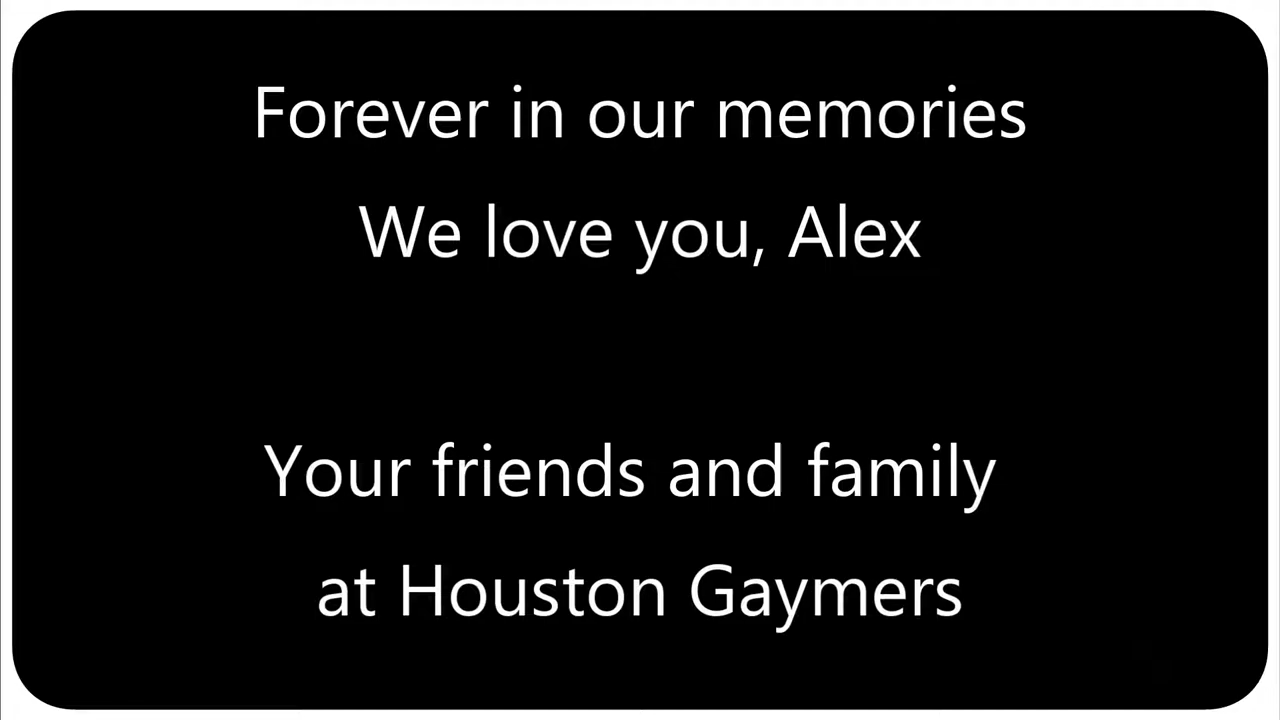 Forever in our memories
We love you, Alex
Your friends and family
at Houston Gaymers